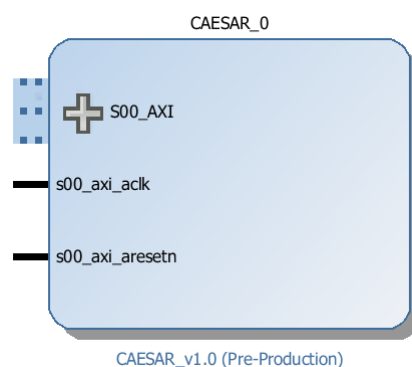 CAESAR_0
S00_AXI
s00_axi_aclk
s00_axi_aresetn
CAESAR_v1.0 (Pre-Production)